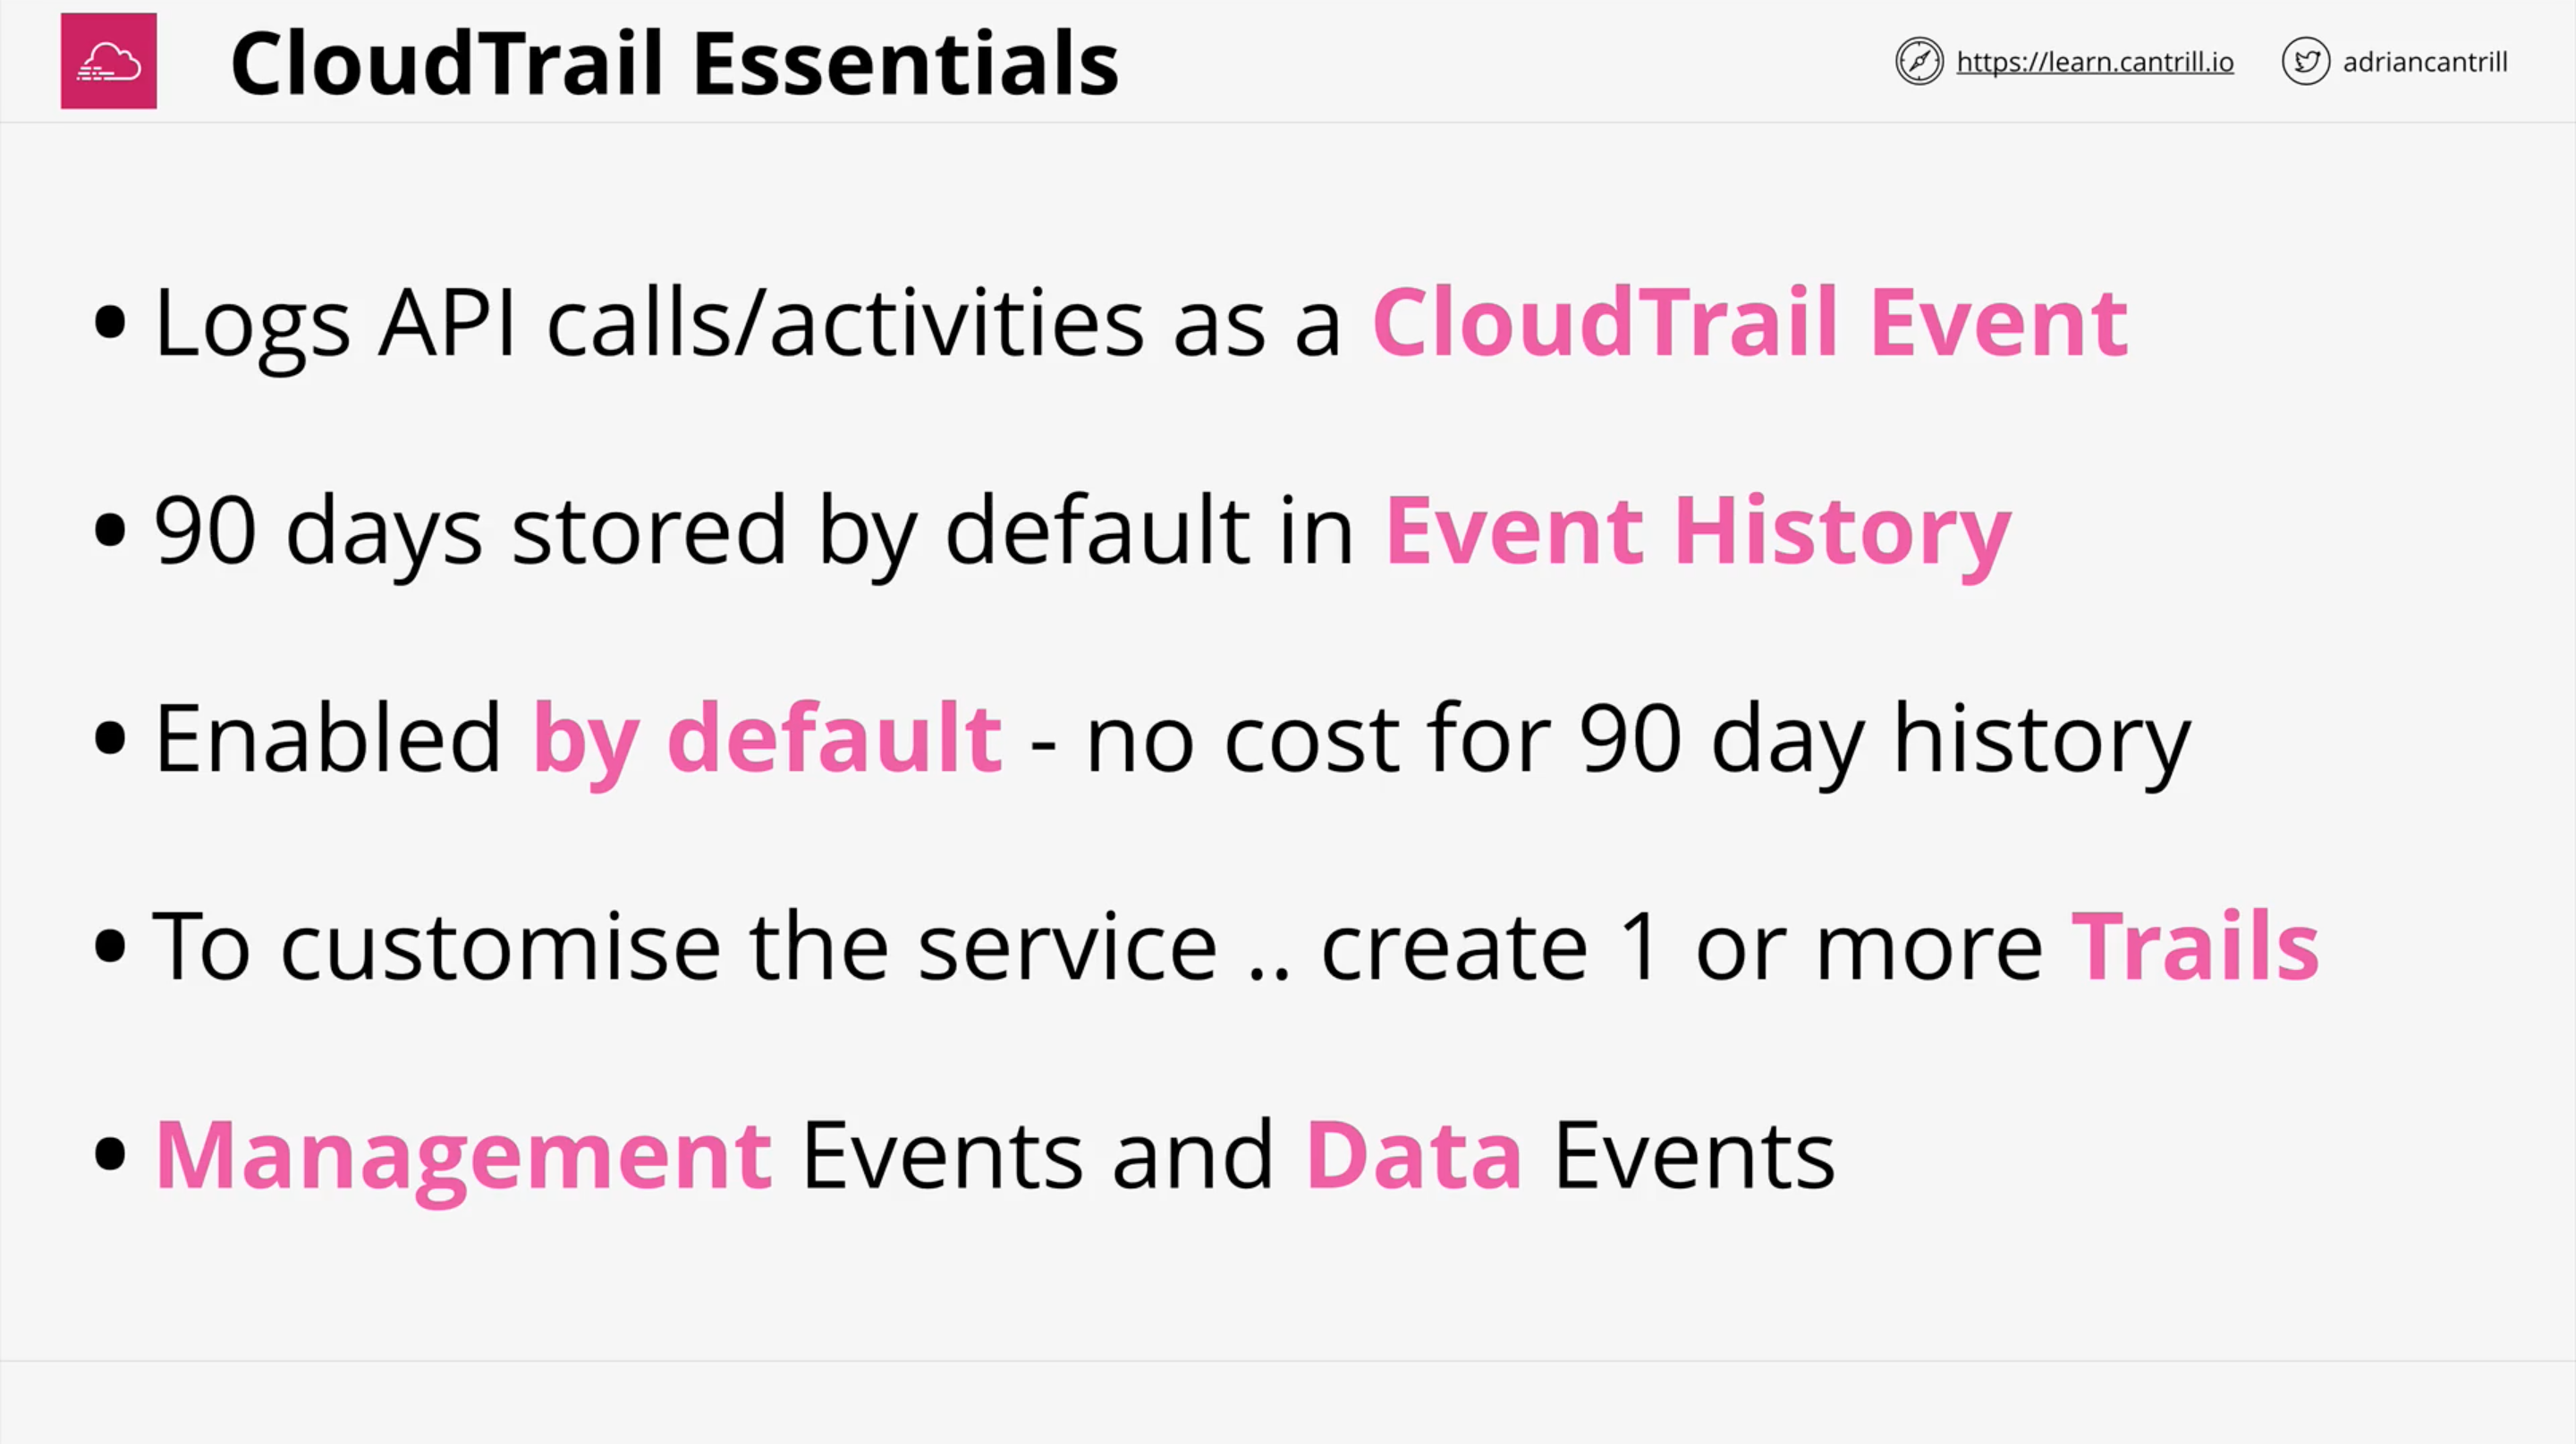 CloudTrail Essentials
https://learn.cantrill.io
adriancantrill
• Logs API calls/activities as a CloudTrail Event
• 90 days stored by default in Event History
• Enabled by default - no cost for 90 day history
• To customise the service .. create 1 or more Trails
• Management Events and Data Events